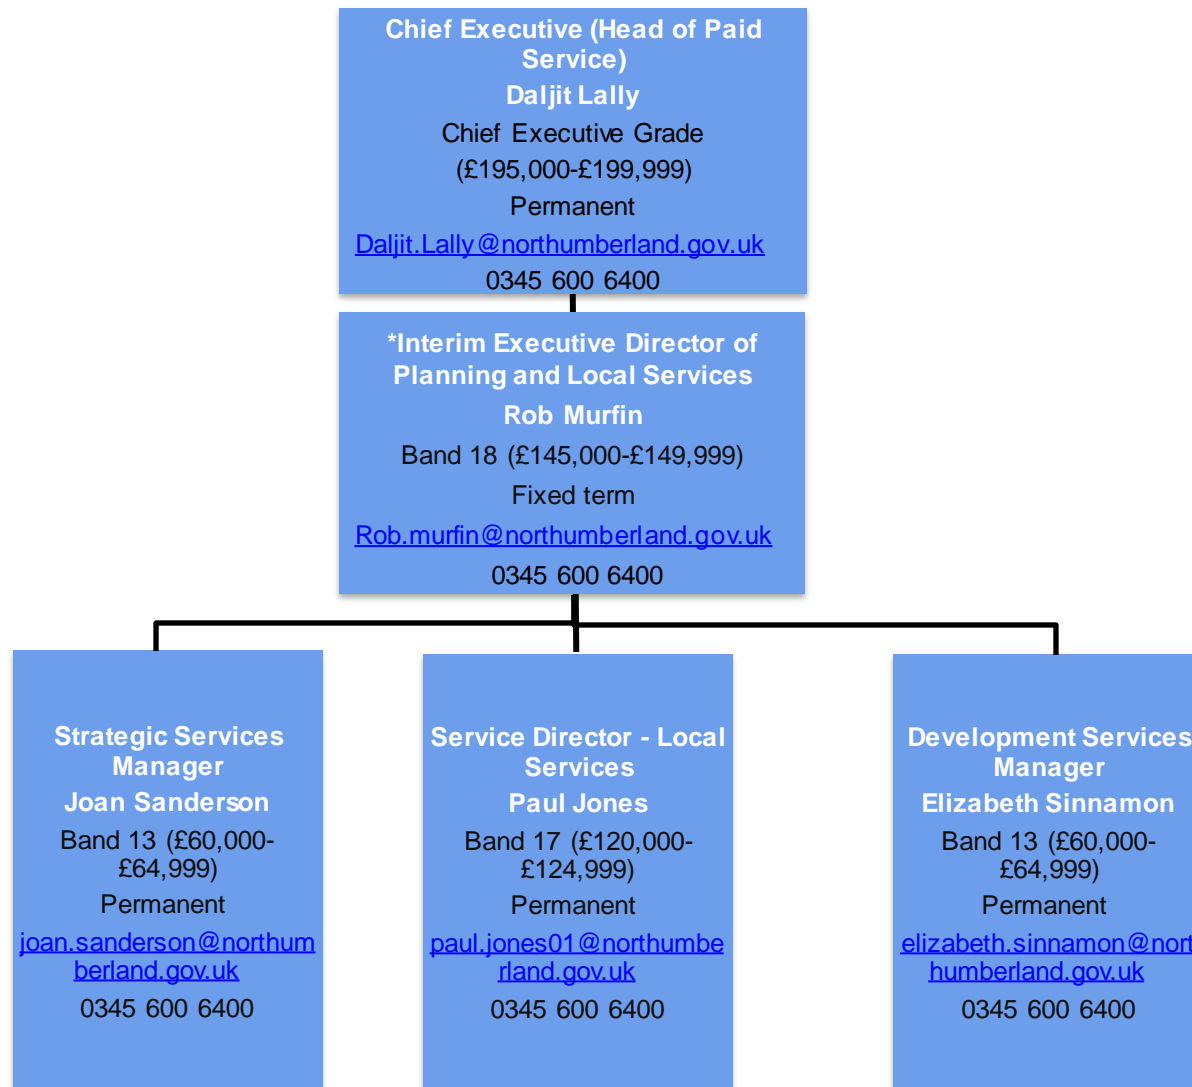 Chief Executive (Head of Paid
Service)
Daljit Lally
Chief Executive Grade
(£195,000-£199,999)
Permanent
Daljit.Lally@northumberland.gov.uk
0345 600 6400
*Interim Executive Director of
Planning and Local Services
Rob Murfin
Band 18 (£145,000-£149,999)
Fixed term
Rob.murfin@northumberland.gov.uk
0345 600 6400
Strategic Services
Manager
Joan Sanderson
Band 13 (£60,000-
£64,999)
Permanent
joan.sanderson@northum
berland.gov.uk
0345 600 6400
Service Director - Local
Services
Paul Jones
Band 17 (£120,000-
£124,999)
Permanent
paul.jones01@northumbe
rland.gov.uk
0345 600 6400
Development Services
Manager
Elizabeth Sinnamon
Band 13 (£60,000-
£64,999)
Permanent
elizabeth.sinnamon@nort
humberland.gov.uk
0345 600 6400